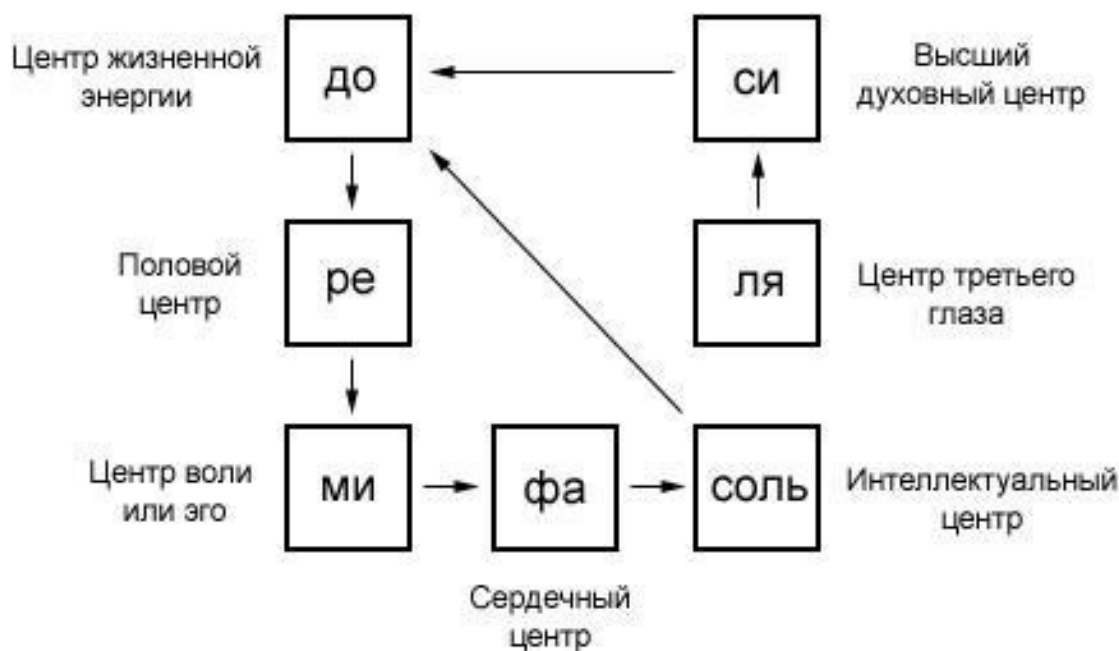 Центр жизненной
энергии
до
си
Высший
духовный центр
Половой
центр
ре
ля
Центр третьего
глаза
Центр воли
или эго
ми
фа
соль
Интеллектуальный
центр
Сердечный
центр